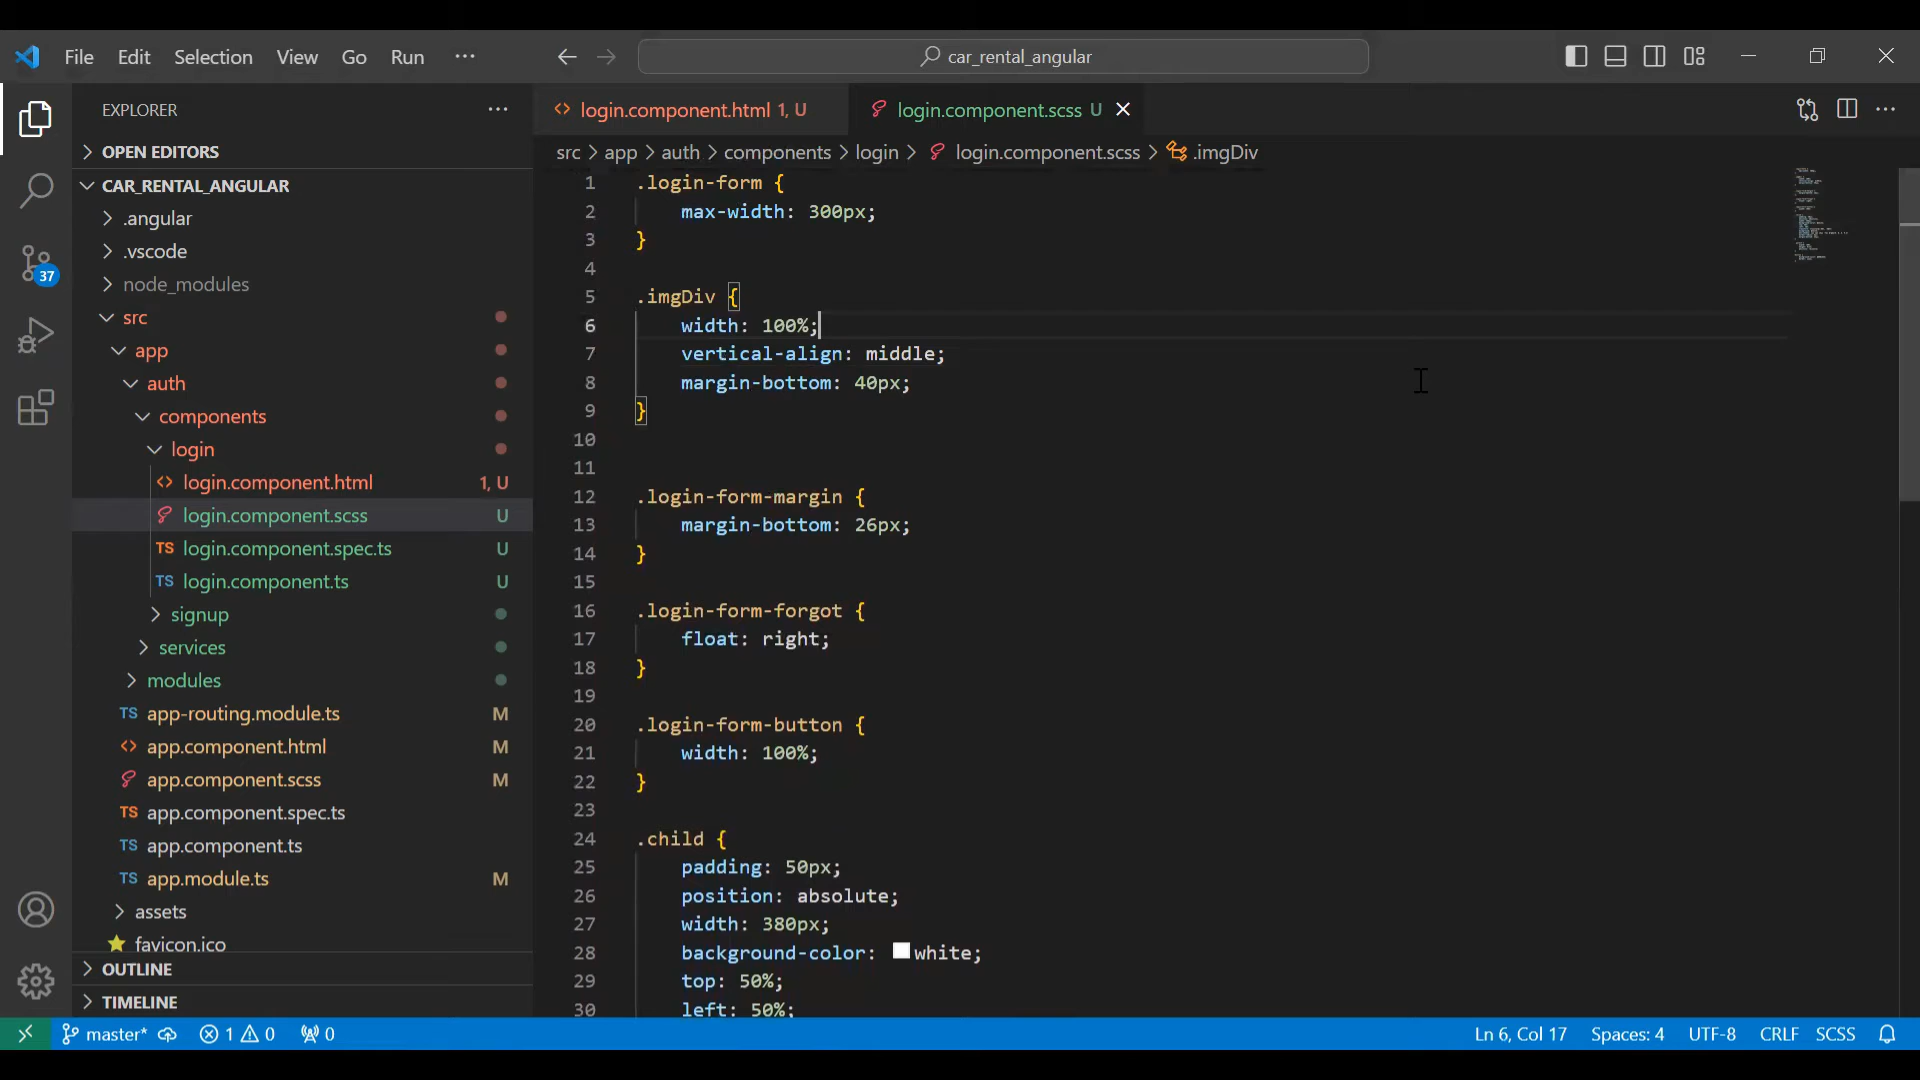 File Edit Selection View Go Run ··· car_rental_angular
EXPLORER ···
OPEN EDITORS
CAR_RENTAL_ANGULAR
.angular
.vscode
node_modules
src
app
auth
components
login
login.component.html 1, U
login.component.scss U
TS login.component.spec.ts U
TS login.component.ts U
signup
services
modules
TS app-routing.module.ts M
app.component.html M
app.component.scss M
TS app.component.spec.ts
TS app.component.ts
TS app.module.ts M
assets
favicon.ico
OUTLINE
TIMELINE
37
login.component.html 1, U login.component.scss U
src > app > auth > components > login > login.component.scss > .imgDiv
1 .login-form {
2 max-width: 300px;
3 }
4
5 .imgDiv {
6 width: 100%;
7 vertical-align: middle;
8 margin-bottom: 40px;
9 }
10
11
12 .login-form-margin {
13 margin-bottom: 26px;
14 }
15
16 .login-form-forgot {
17 float: right;
18 }
19
20 .login-form-button {
21 width: 100%;
22 }
23
24 .child {
25 padding: 50px;
26 position: absolute;
27 width: 380px;
28 background-color: white;
29 top: 50%;
30 left: 50%;
master* 1 0 0 Ln 6, Col 17 Spaces: 4 UTF-8 CRLF SCSS